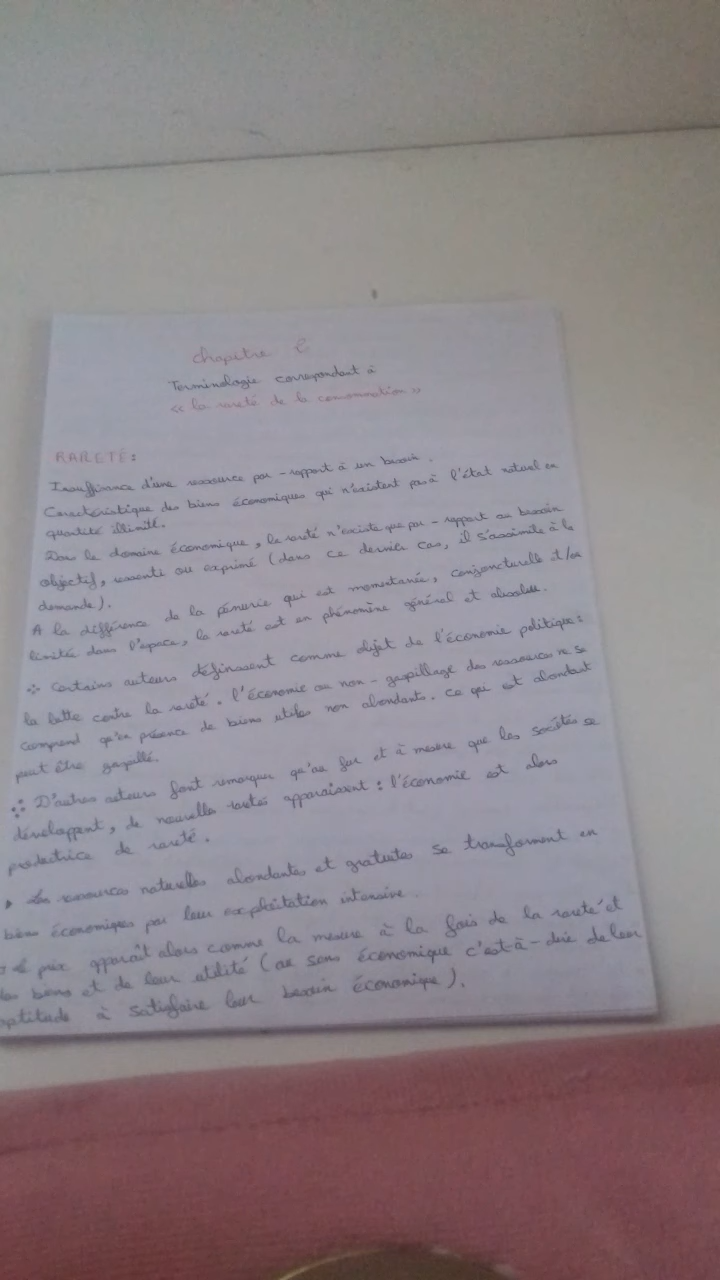 chapitre 2
Terminologie correspondant à
« la rareté de la consommation »
RARETÉ:
Insuffisance d'une ressource par-rapport à un besoin.
Caractéristique des biens économiques qui n'existent pas à l'état naturel en
quantité illimité.
Dans le domaine économique, la rareté n'existe que par-rapport au besoin
objectif, ressenti ou exprimé (dans ce dernier cas, il s'assimile à la
demande).
A la différence de la pénurie qui est momentanée, conjoncturelle et/ou
limité dans l'espace, la rareté est un phénomène général et absolue.
Certains auteurs définissent comme objet de l'économie politique:
la lutte contre la rareté. l'économie ou non-gaspillage des ressources ne se
comprend qu'en présence de biens utiles non abondants. ce qui est abondant
peut être gaspillé.
D'autres auteurs font remarquer qu'au fur et à mesure que les sociétés se
développent, de nouvelles raretés apparaissent : l'économie est alors
productrice de rareté.
Les ressources naturelles abondantes et gratuites se transforment en
biens économiques par leur exploitation intensive.
Le prix apparaît alors comme la mesure à la fois de la rareté et
des biens et de leur utilité (au sens économique c'est-à-dire de leur
aptitude à satisfaire leur besoin économique).